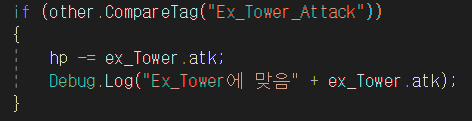 if (other.CompareTag("Ex_Tower_Attack"))
{
hp -= ex_Tower.atk;
Debug.Log("Ex_Tower에 맞음" + ex_Tower.atk);
}